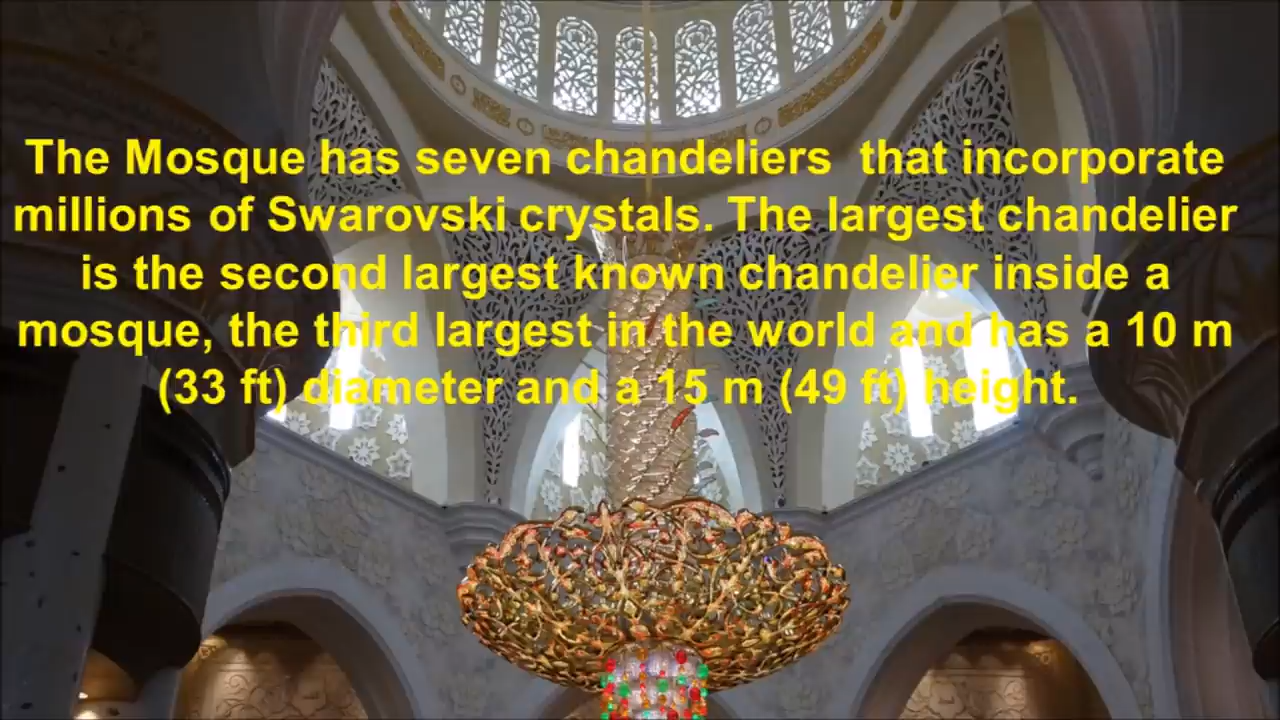 The Mosque has seven chandeliers  that incorporate
millions of Swarovski crystals. The largest chandelier
is the second largest known chandelier inside a
mosque, the third largest in the world and has a 10 m
(33 ft) diameter and a 15 m (49 ft) height.